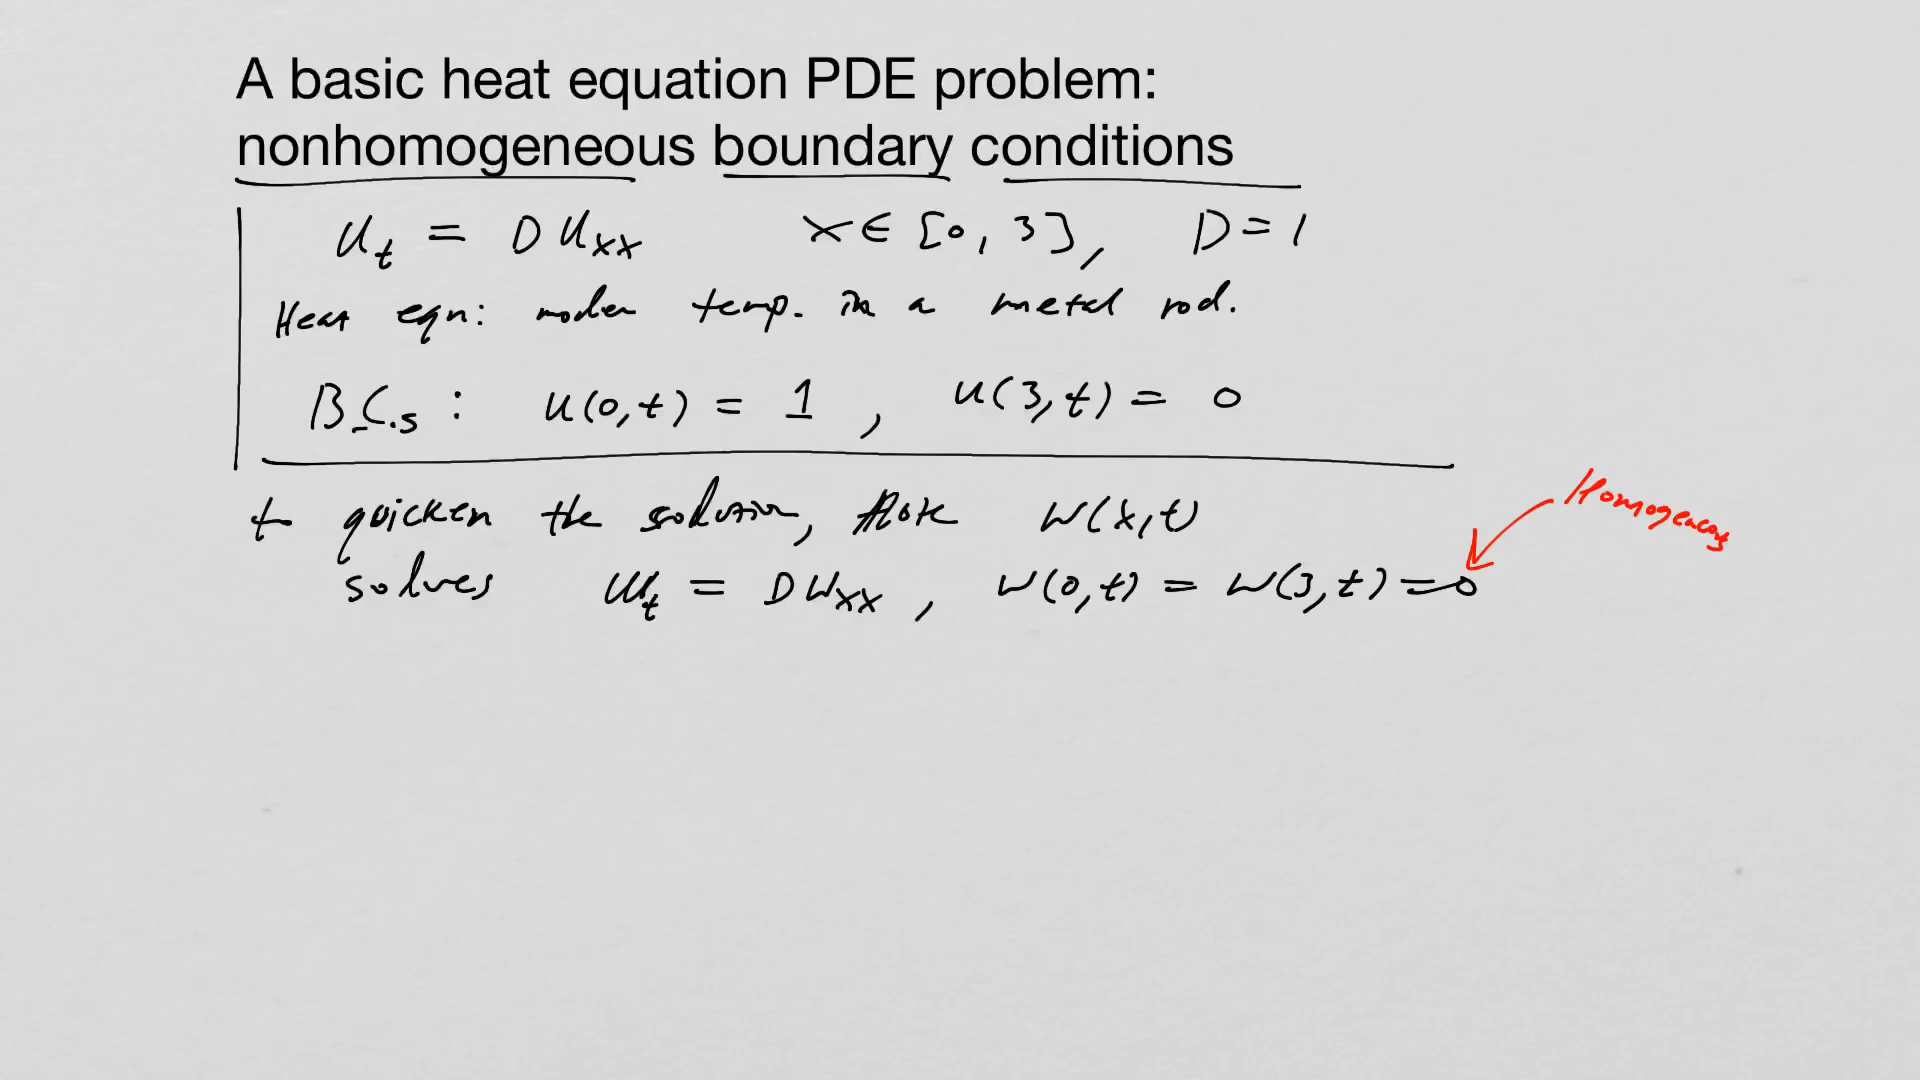 A basic heat equation PDE problem:
nonhomogeneous boundary conditions
u_t = D u_xx x ∈ [0, 3], D = 1
Heat eqn: model temp. in a metal rod.
B.C.s : u(0,t) = 1 , u(3,t) = 0
to quicken the solution, note w(x,t)
Homogeneous
solves w_t = D w_xx , w(0,t) = w(3,t) = 0